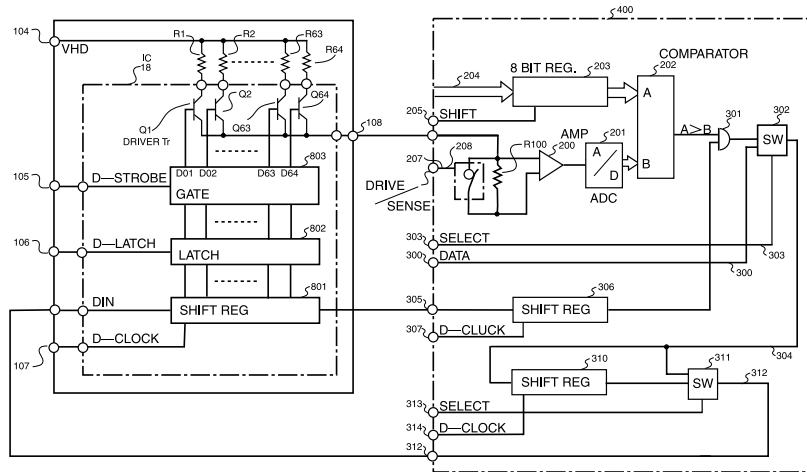 400
104
VHD
R1
R2
R63
R64
IC
18
Q1
DRIVER Tr
Q2
Q63
Q64
108
D01 D02 D63 D64
803
105
D—STROBE
GATE
106
D—LATCH
802
LATCH
DIN
801
SHIFT REG
D—CLOCK
107
204
8 BIT REG.
203
COMPARATOR
202
A
B
205
SHIFT
207
208
DRIVE/SENSE
R100
AMP
200
201
A/D
ADC
A>B
301
302
SW
303
SELECT
303
300
DATA
300
305
306
SHIFT REG
307
D—CLUCK
304
310
SHIFT REG
311
SW
312
313
SELECT
314
D—CLOCK
312